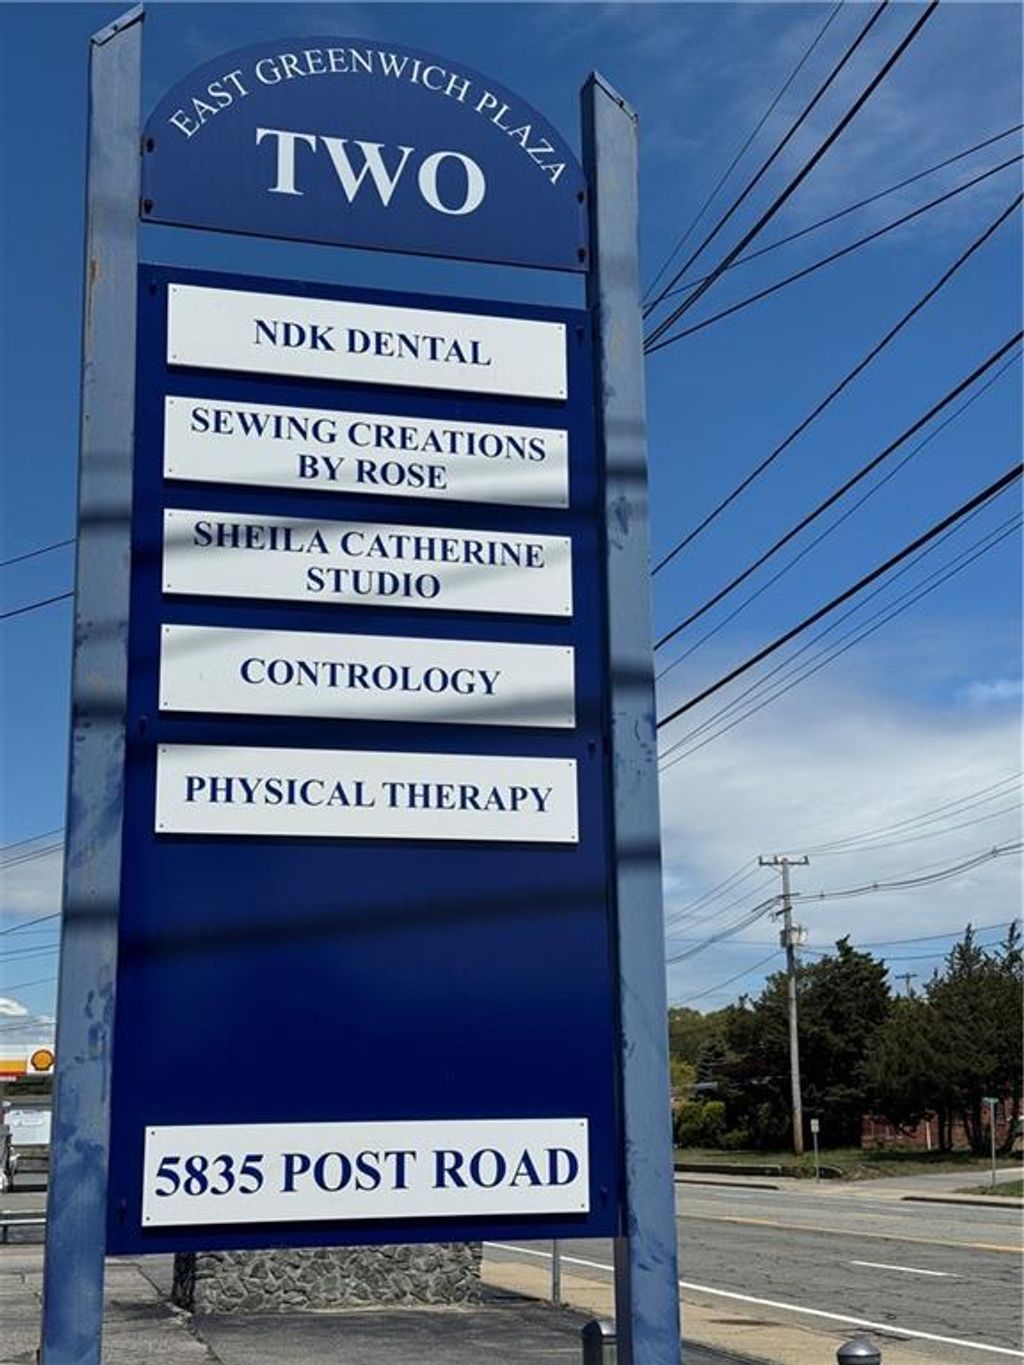 EAST GREENWICH PLAZA
TWO
NDK DENTAL
SEWING CREATIONS
BY ROSE
SHEILA CATHERINE
STUDIO
CONTROLOGY
PHYSICAL THERAPY
5835 POST ROAD